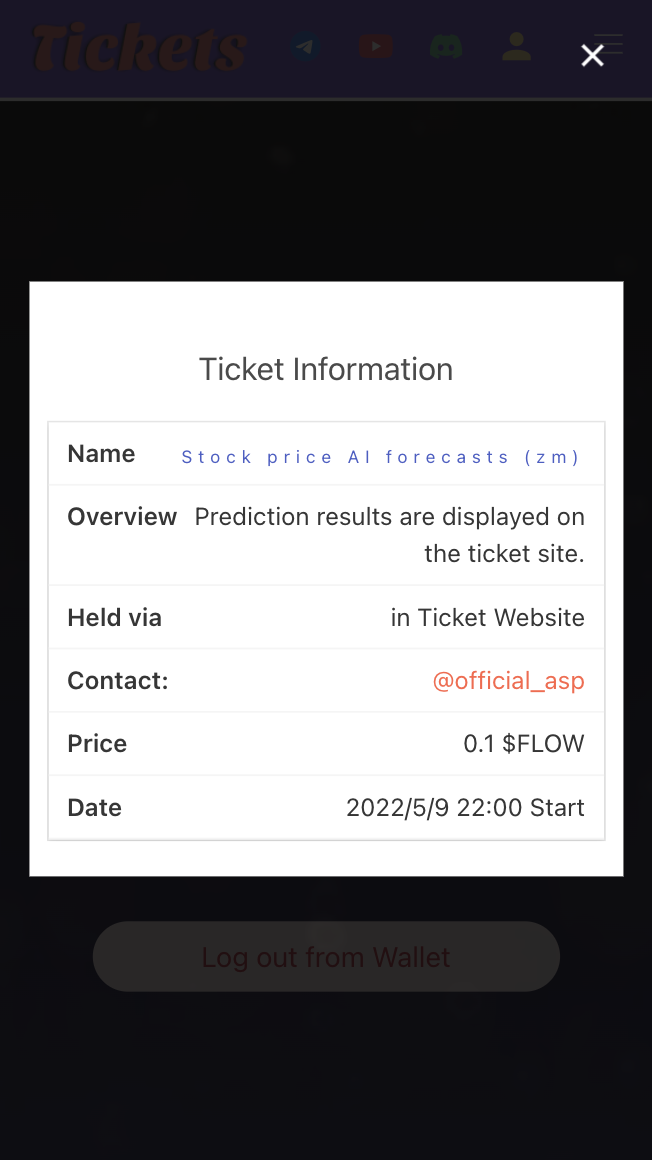 Tickets
Ticket Information
Name Stock price AI forecasts (zm)
Overview Prediction results are displayed on
the ticket site.
Held via in Ticket Website
Contact: @official_asp
Price 0.1 $FLOW
Date 2022/5/9 22:00 Start
Log out from Wallet